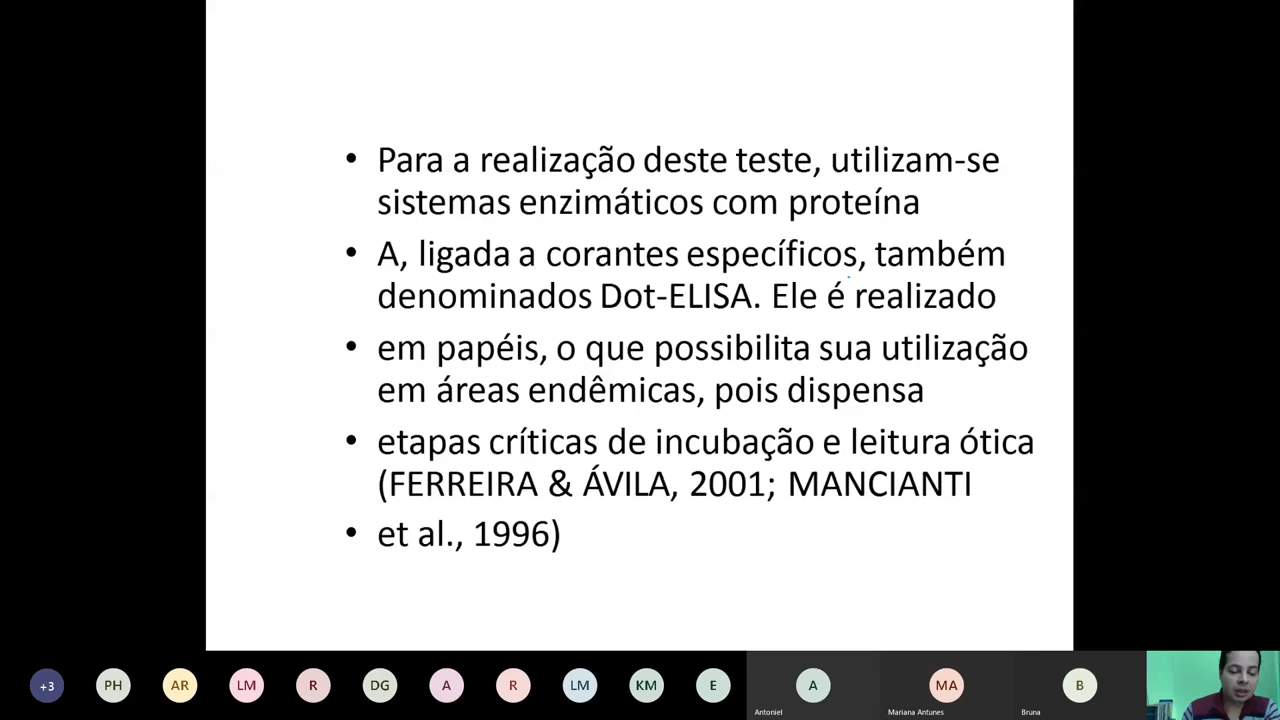 • Para a realização deste teste, utilizam-se
sistemas enzimáticos com proteína
• A, ligada a corantes específicos, também
denominados Dot-ELISA. Ele é realizado
• em papéis, o que possibilita sua utilização
em áreas endêmicas, pois dispensa
• etapas críticas de incubação e leitura ótica
(FERREIRA & ÁVILA, 2001; MANCIANTI
• et al., 1996)
+3 PH AR LM R DG A R LM KM E A MA B
Antoniel Mariana Antunes Bruna